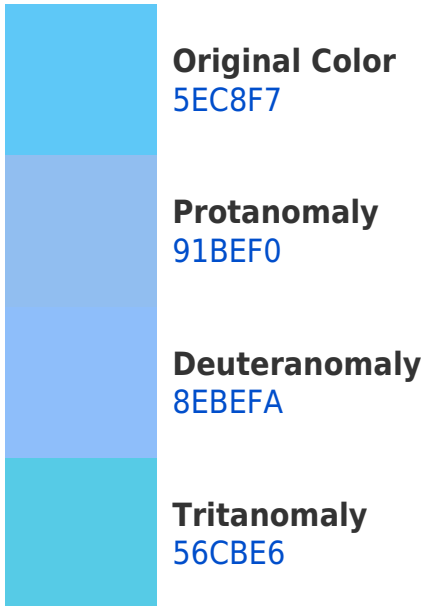 Original Color
5EC8F7
Protanomaly
91BEF0
Deuteranomaly
8EBEFA
Tritanomaly
56CBE6